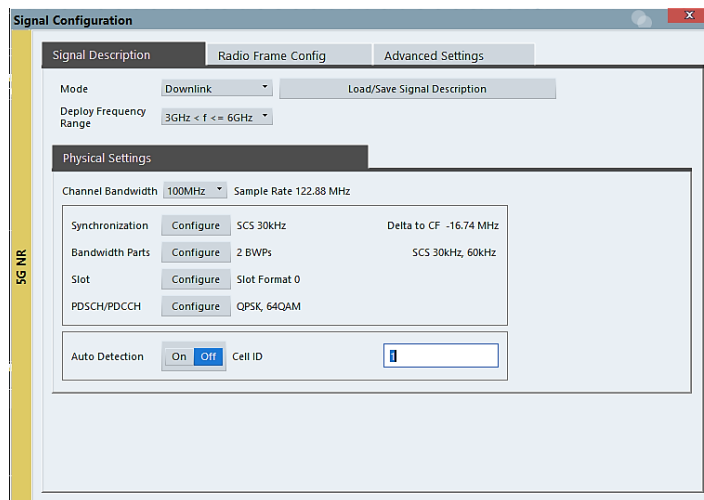 Signal Configuration
x
Signal Description Radio Frame Config Advanced Settings
Mode Downlink Load/Save Signal Description
Deploy Frequency
Range 3GHz < f <= 6GHz
Physical Settings
Channel Bandwidth 100MHz Sample Rate 122.88 MHz
Synchronization Configure SCS 30kHz Delta to CF -16.74 MHz
Bandwidth Parts Configure 2 BWPs SCS 30kHz, 60kHz
Slot Configure Slot Format 0
PDSCH/PDCCH Configure QPSK, 64QAM
Auto Detection On Off Cell ID 1
5G NR